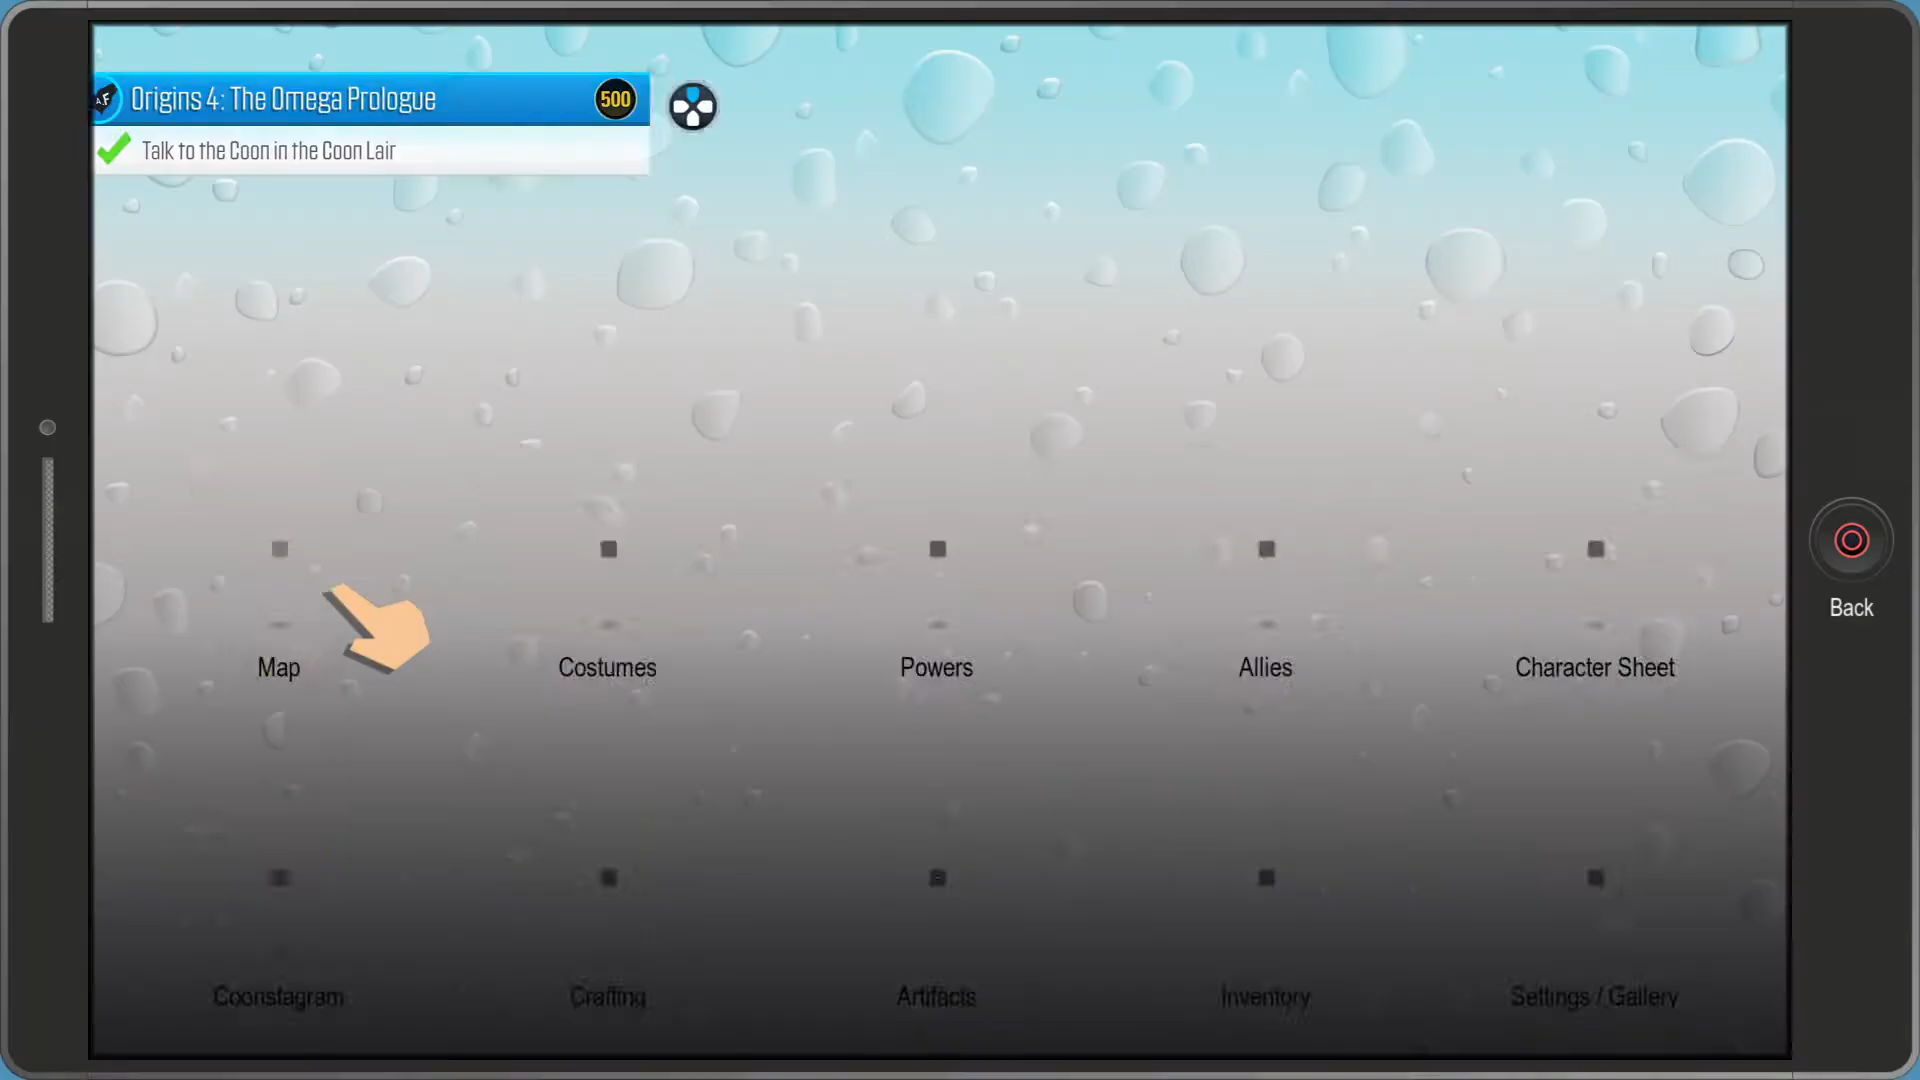 AF
Origins 4: The Omega Prologue
500
Talk to the Coon in the Coon Lair
Back
Map
Costumes
Powers
Allies
Character Sheet
Coonstagram
Crafting
Artifacts
Inventory
Settings / Gallery